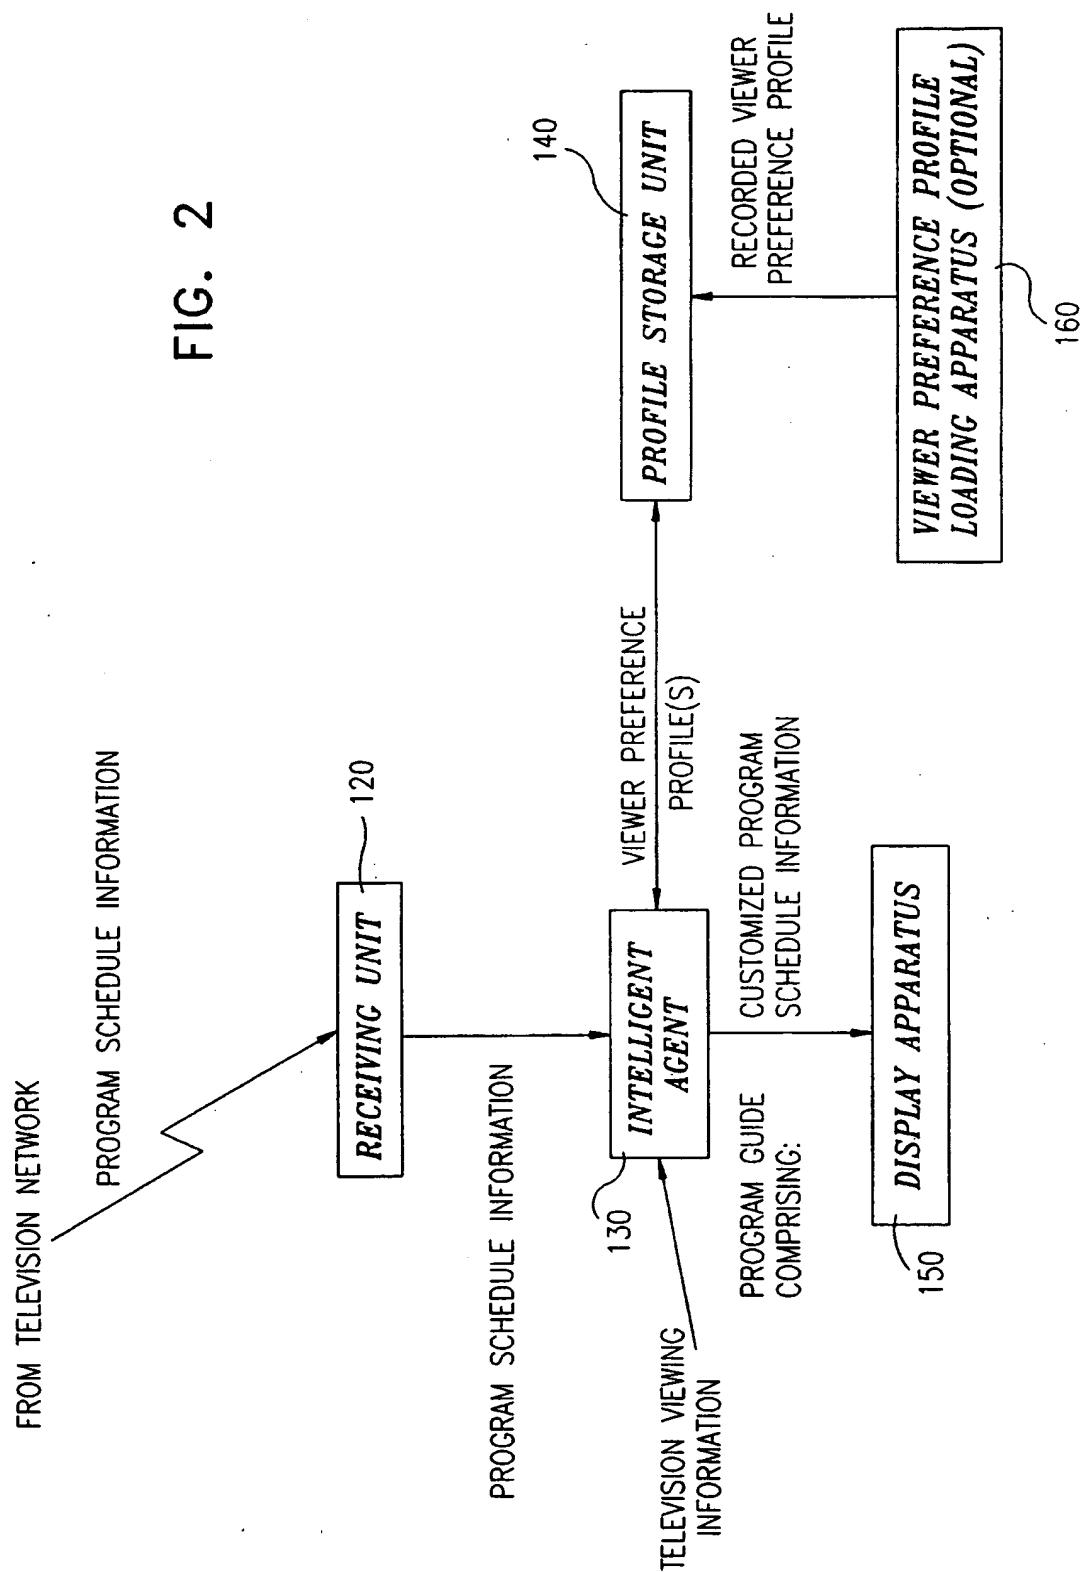 FIG. 2
FROM TELEVISION NETWORK
PROGRAM SCHEDULE INFORMATION
120
RECEIVING UNIT
PROGRAM SCHEDULE INFORMATION
130
INTELLIGENT
AGENT
TELEVISION VIEWING
INFORMATION
VIEWER PREFERENCE
PROFILE(S)
140
PROFILE STORAGE UNIT
PROGRAM GUIDE
COMPRISING:
CUSTOMIZED PROGRAM
SCHEDULE INFORMATION
RECORDED VIEWER
PREFERENCE PROFILE
150
DISPLAY APPARATUS
VIEWER PREFERENCE PROFILE
LOADING APPARATUS (OPTIONAL)
160